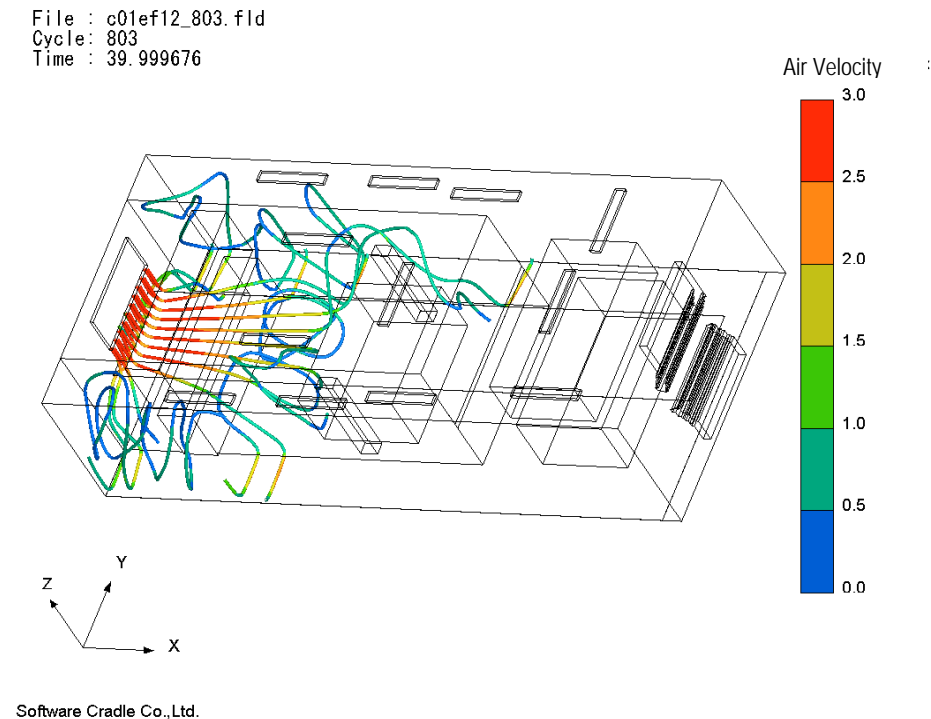 File : c01ef12_803.fld
Cycle: 803
Time : 39.999676
Air Velocity :
3.0
2.5
2.0
1.5
1.0
0.5
0.0
Y
Z
X
Software Cradle Co.,Ltd.